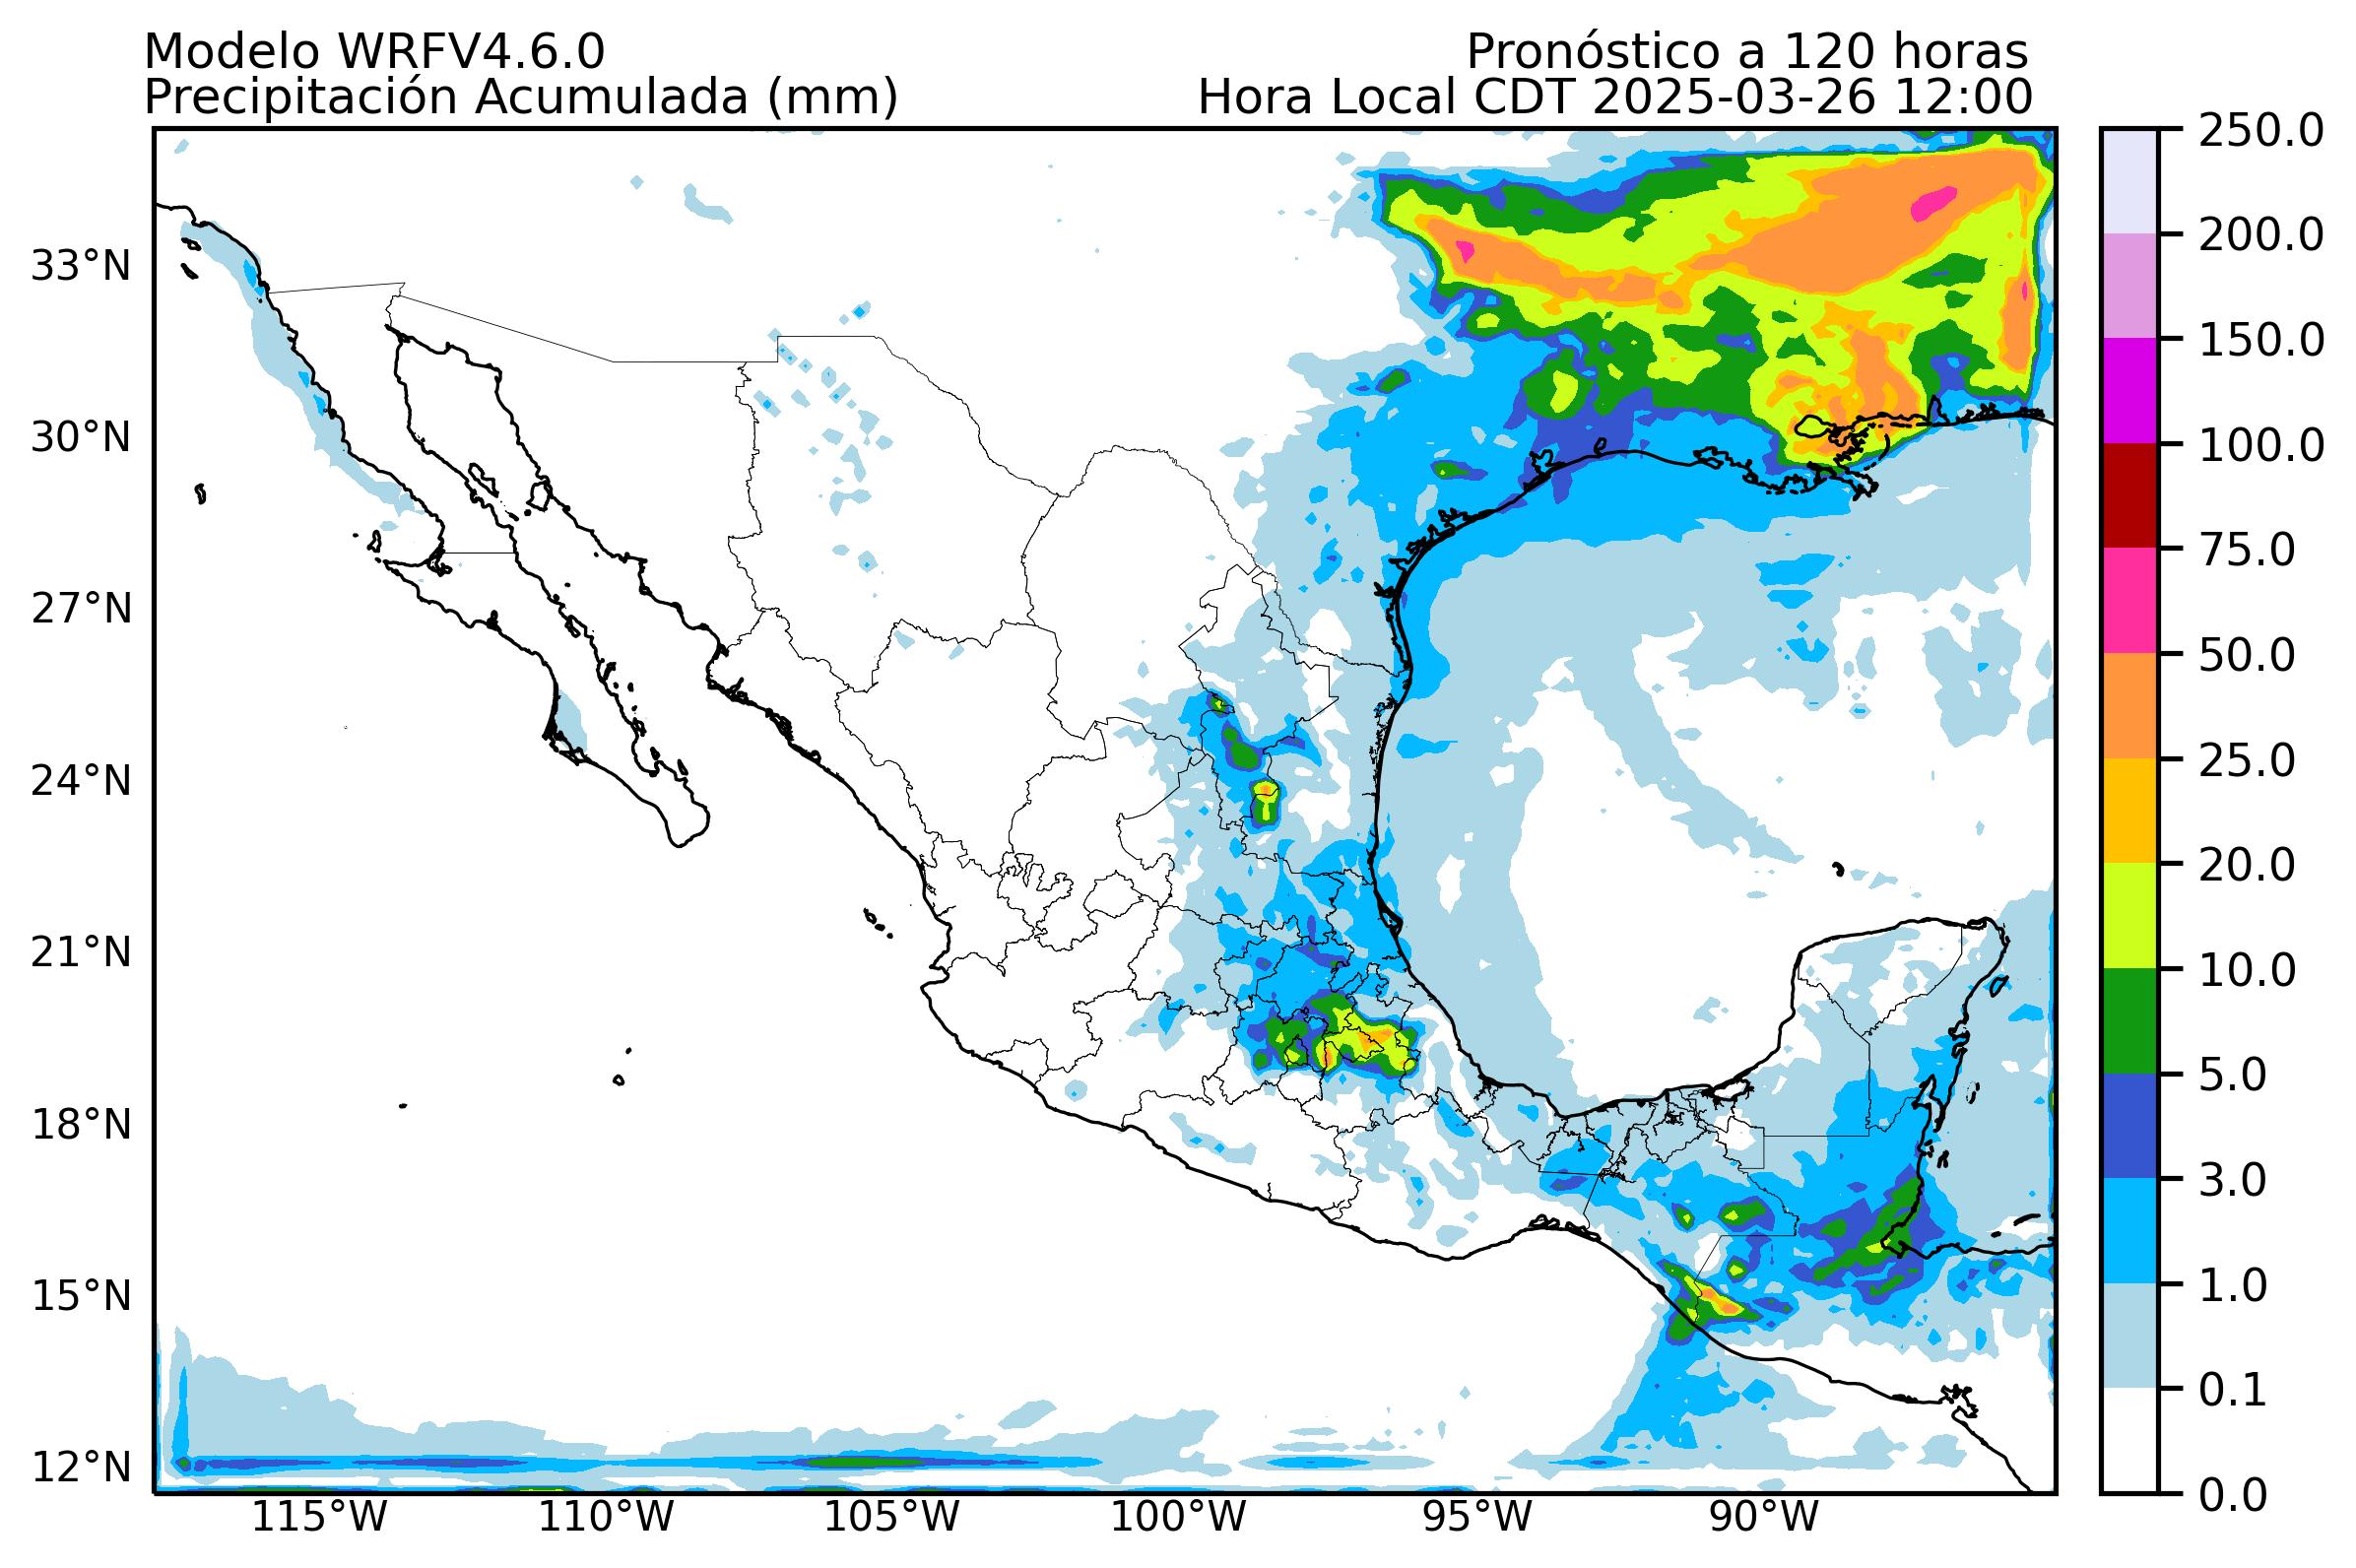 Modelo WRFV4.6.0
Pronóstico a 120 horas
Precipitación Acumulada (mm)
Hora Local CDT 2025-03-26 12:00
33°N
30°N
27°N
24°N
21°N
18°N
15°N
12°N
115°W
110°W
105°W
100°W
95°W
90°W
250.0
200.0
150.0
100.0
75.0
50.0
25.0
20.0
10.0
5.0
3.0
1.0
0.1
0.0